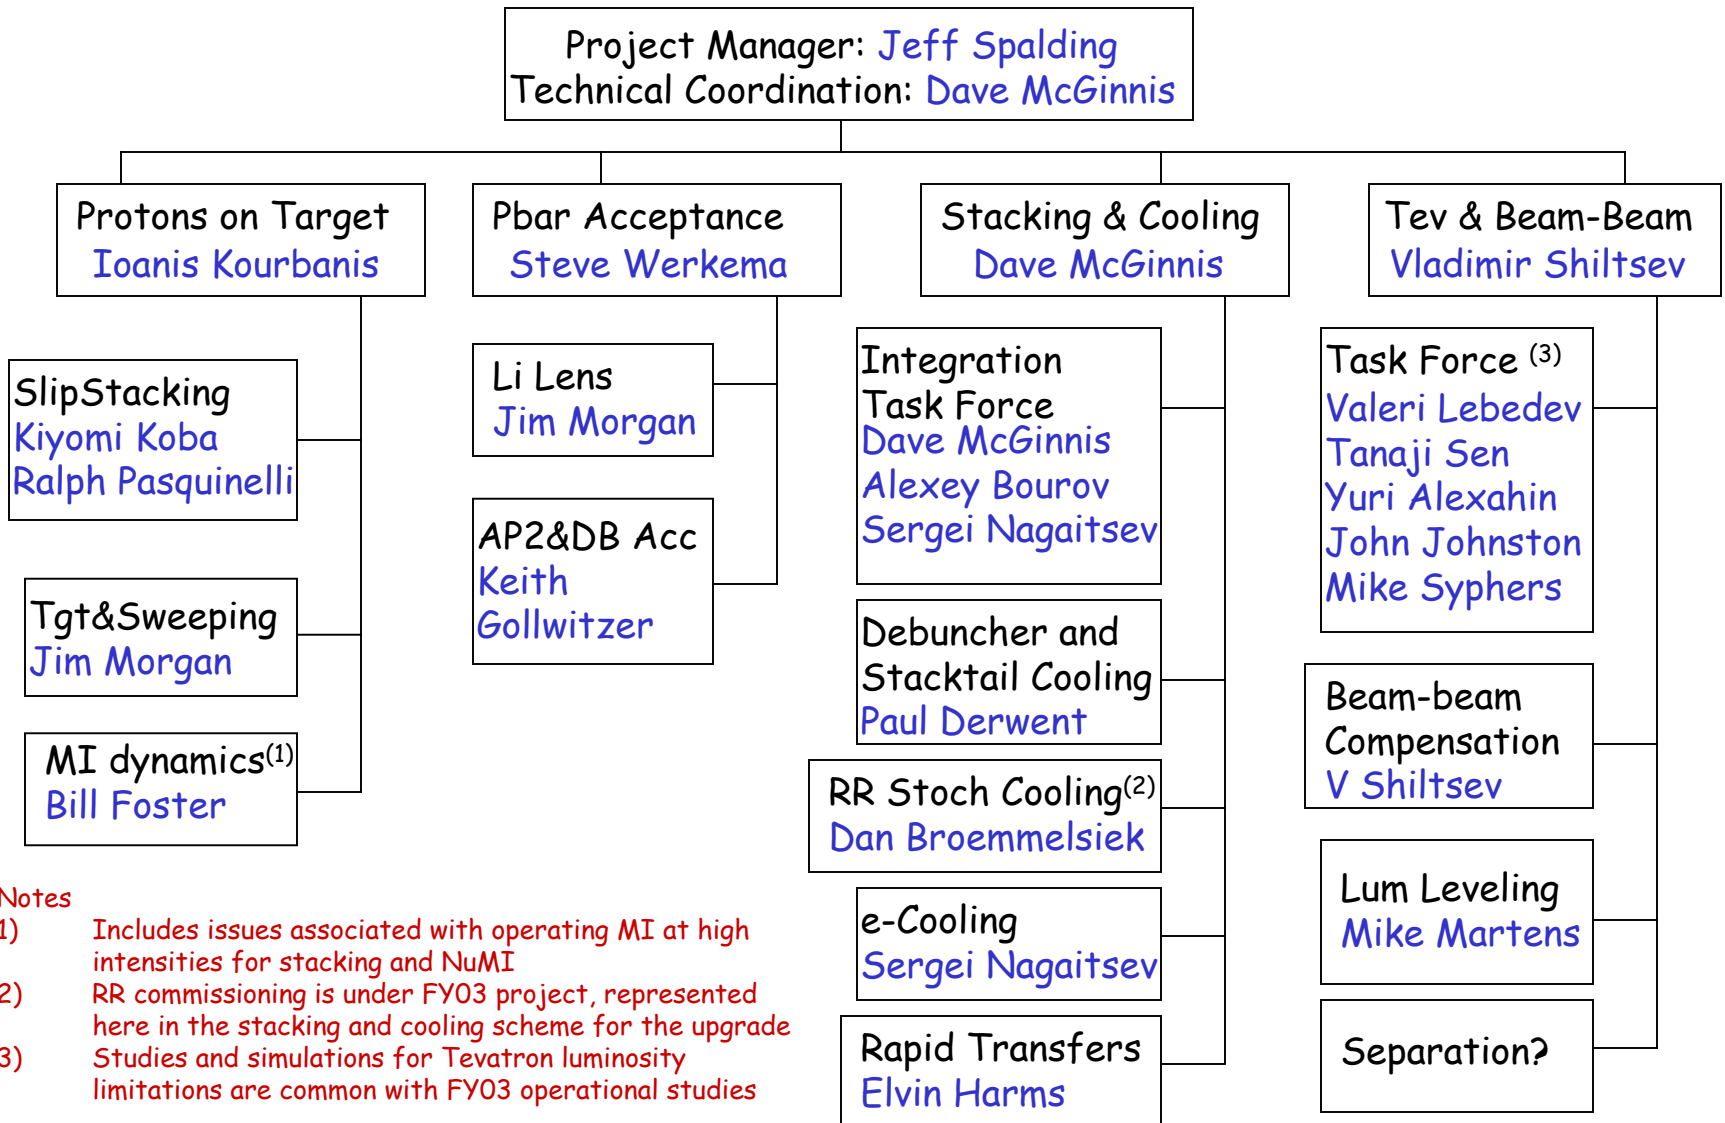 Project Manager: Jeff Spalding
Technical Coordination: Dave McGinnis
Protons on Target
Ioanis Kourbanis
Pbar Acceptance
Steve Werkema
Stacking & Cooling
Dave McGinnis
Tev & Beam-Beam
Vladimir Shiltsev
SlipStacking
Kiyomi Koba
Ralph Pasquinelli
Tgt&Sweeping
Jim Morgan
MI dynamics(1)
Bill Foster
Li Lens
Jim Morgan
AP2&DB Acc
Keith
Gollwitzer
Integration
Task Force
Dave McGinnis
Alexey Bourov
Sergei Nagaitsev
Debuncher and
Stacktail Cooling
Paul Derwent
RR Stoch Cooling(2)
Dan Broemmelsiek
e-Cooling
Sergei Nagaitsev
Rapid Transfers
Elvin Harms
Task Force (3)
Valeri Lebedev
Tanaji Sen
Yuri Alexahin
John Johnston
Mike Syphers
Beam-beam
Compensation
V Shiltsev
Lum Leveling
Mike Martens
Separation?
Notes
1) Includes issues associated with operating MI at high
intensities for stacking and NuMI
2) RR commissioning is under FY03 project, represented
here in the stacking and cooling scheme for the upgrade
3) Studies and simulations for Tevatron luminosity
limitations are common with FY03 operational studies